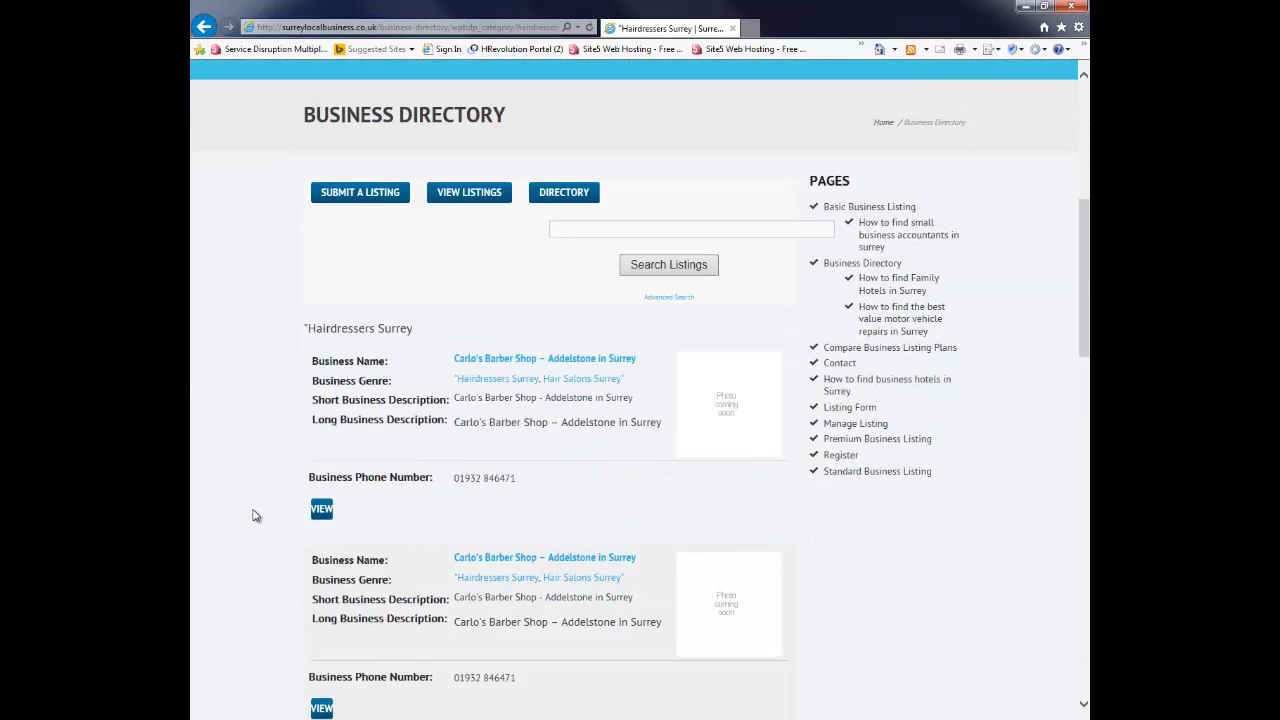 http://surreylocalbusiness.co.uk/business-directory/wpbdp_category/hairdresser
"Hairdressers Surrey | Surre...
Service Disruption Multipl...
Suggested Sites
Sign In
HRevolution Portal (2)
Site5 Web Hosting - Free ...
Site5 Web Hosting - Free ...
BUSINESS DIRECTORY
Home / Business Directory
SUBMIT A LISTING
VIEW LISTINGS
DIRECTORY
Search Listings
Advanced Search
"Hairdressers Surrey
Business Name: Carlo's Barber Shop – Addelstone in Surrey
Business Genre: "Hairdressers Surrey, Hair Salons Surrey"
Short Business Description: Carlo's Barber Shop - Addelstone in Surrey
Long Business Description: Carlo's Barber Shop – Addelstone in Surrey
Photo
coming
soon
Business Phone Number: 01932 846471
VIEW
Business Name: Carlo's Barber Shop – Addelstone in Surrey
Business Genre: "Hairdressers Surrey, Hair Salons Surrey"
Short Business Description: Carlo's Barber Shop - Addelstone in Surrey
Long Business Description: Carlo's Barber Shop – Addelstone in Surrey
Photo
coming
soon
Business Phone Number: 01932 846471
VIEW
PAGES
Basic Business Listing
How to find small
business accountants in
surrey
Business Directory
How to find Family
Hotels in Surrey
How to find the best
value motor vehicle
repairs in Surrey
Compare Business Listing Plans
Contact
How to find business hotels in
Surrey
Listing Form
Manage Listing
Premium Business Listing
Register
Standard Business Listing